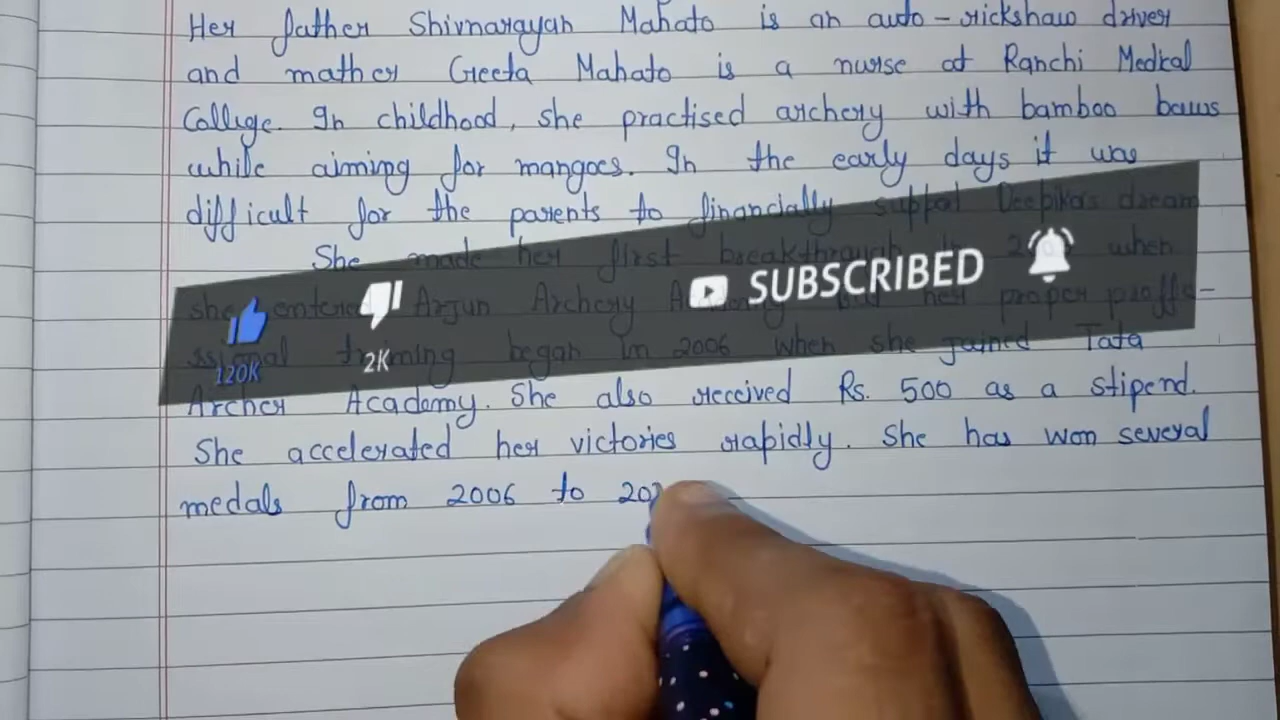 Her father Shivnarayan Mahato is an auto-rickshaw driver
and mather Geeta Mahato is a nurse at Ranchi Medical
College. In childhood, she practised archery with bamboo bows
while aiming for mangoes. In the early days it was
difficult for the parents to financially support Deepika's dream
She made her first breakthrough in when
she entered Arjun Archery Academy But her proper proffe-
ssional training began in 2006 when she joined Tata
Archer Academy. She also received Rs. 500 as a stipend.
She accelerated her victories rapidly. She has won several
medals from 2006 to
SUBSCRIBED
120K
2K